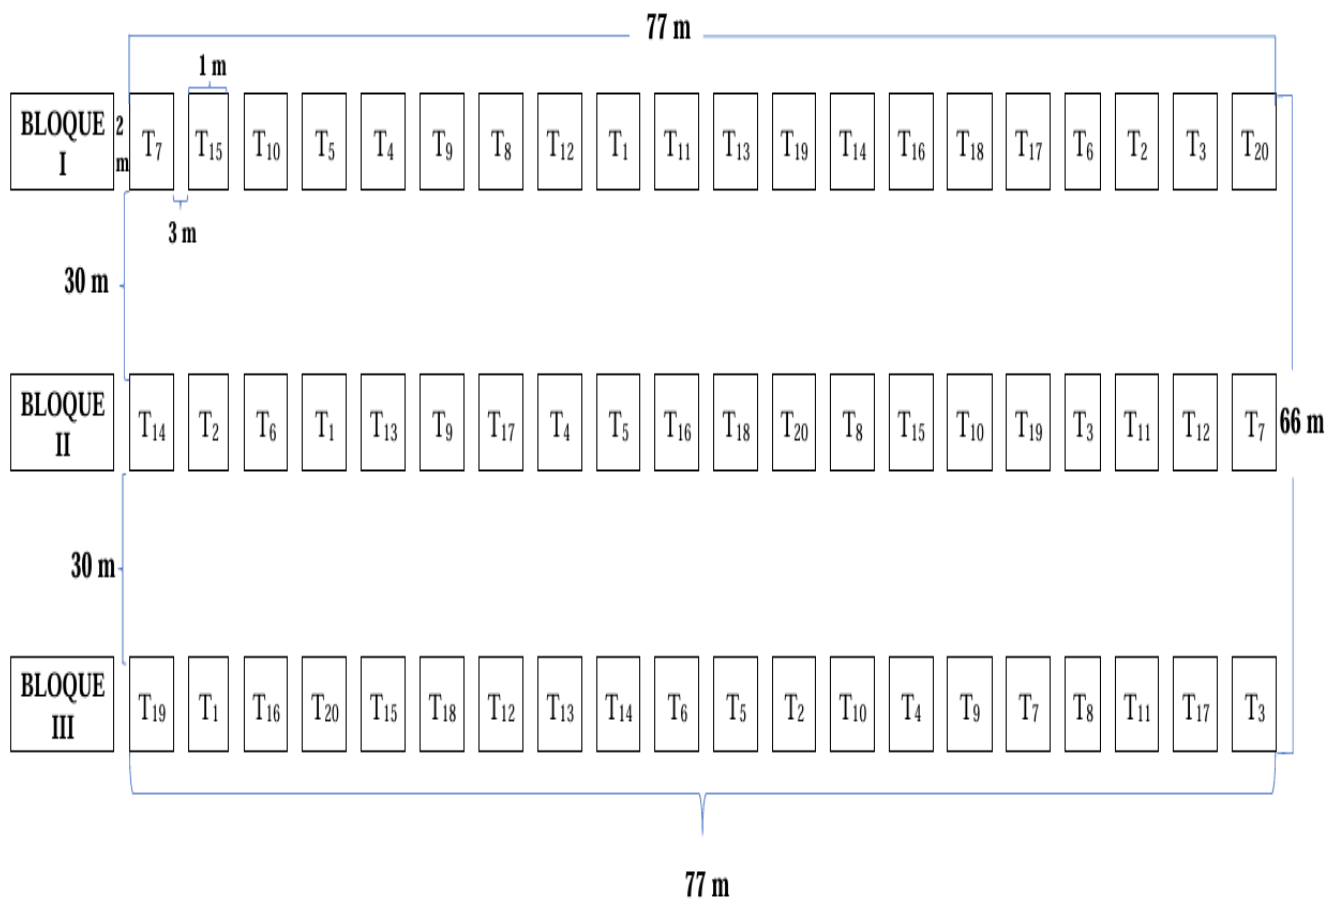 77 m
1 m
BLOQUE I
2 m
T₇ T₁₅ T₁₀ T₅ T₄ T₉ T₈ T₁₂ T₁ T₁₁ T₁₃ T₁₉ T₁₄ T₁₆ T₁₈ T₁₇ T₆ T₂ T₃ T₂₀
3 m
30 m
BLOQUE II
T₁₄ T₂ T₆ T₁ T₁₃ T₉ T₁₇ T₄ T₅ T₁₆ T₁₈ T₂₀ T₈ T₁₅ T₁₀ T₁₉ T₃ T₁₁ T₁₂ T₇
66 m
30 m
BLOQUE III
T₁₉ T₁ T₁₆ T₂₀ T₁₅ T₁₈ T₁₂ T₁₃ T₁₄ T₆ T₅ T₂ T₁₀ T₄ T₉ T₇ T₈ T₁₁ T₁₇ T₃
77 m